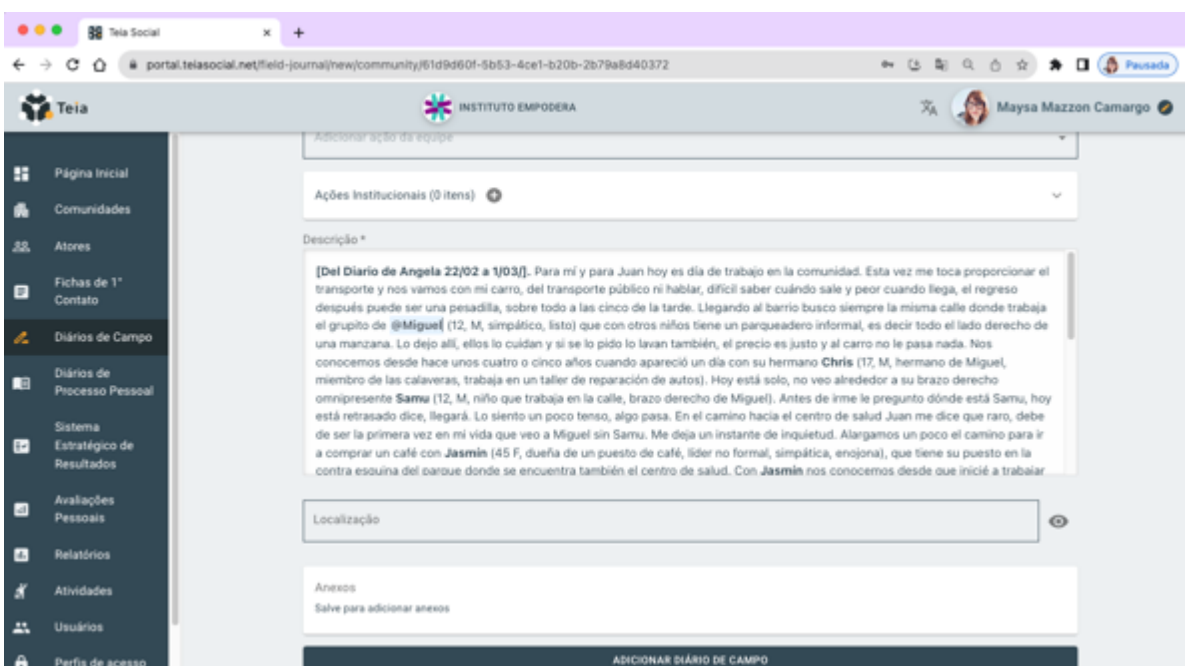 Teia Social
portal.teiasocial.net/field-journal/new/community/61d9d60f-5b53-4ce1-b20b-2b79a8d40372
Pausada
Teia
INSTITUTO EMPODERA
Maysa Mazzon Camargo
Página Inicial
Comunidades
Atores
Fichas de 1°
Contato
Diários de Campo
Diários de
Processo Pessoal
Sistema
Estratégico de
Resultados
Avaliações
Pessoais
Relatórios
Atividades
Usuários
Perfis de acesso
Adicionar ação da equipe
Ações Institucionais (0 itens)
Descrição *
[Del Diario de Angela 22/02 a 1/03/]. Para mí y para Juan hoy es día de trabajo en la comunidad. Esta vez me toca proporcionar el
transporte y nos vamos con mi carro, del transporte público ni hablar, difícil saber cuándo sale y peor cuando llega, el regreso
después puede ser una pesadilla, sobre todo a las cinco de la tarde. Llegando al barrio busco siempre la misma calle donde trabaja
el grupito de @Miguel (12, M, simpático, listo) que con otros niños tiene un parqueadero informal, es decir todo el lado derecho de
una manzana. Lo dejo allí, ellos lo cuidan y si se lo pido lo lavan también, el precio es justo y al carro no le pasa nada. Nos
conocemos desde hace unos cuatro o cinco años cuando apareció un día con su hermano Chris (17, M, hermano de Miguel,
miembro de las calaveras, trabaja en un taller de reparación de autos). Hoy está solo, no veo alrededor a su brazo derecho
omnipresente Samu (12, M, niño que trabaja en la calle, brazo derecho de Miguel). Antes de irme le pregunto dónde está Samu, hoy
está retrasado dice, llegará. Lo siento un poco tenso, algo pasa. En el camino hacia el centro de salud Juan me dice que raro, debe
de ser la primera vez en mi vida que veo a Miguel sin Samu. Me deja un instante de inquietud. Alargamos un poco el camino para ir
a comprar un café con Jasmin (45 F, dueña de un puesto de café, líder no formal, simpática, enojona), que tiene su puesto en la
contra esquina del parque donde se encuentra también el centro de salud. Con Jasmin nos conocemos desde que inicié a trabajar
Localização
Anexos
Salve para adicionar anexos
ADICIONAR DIÁRIO DE CAMPO